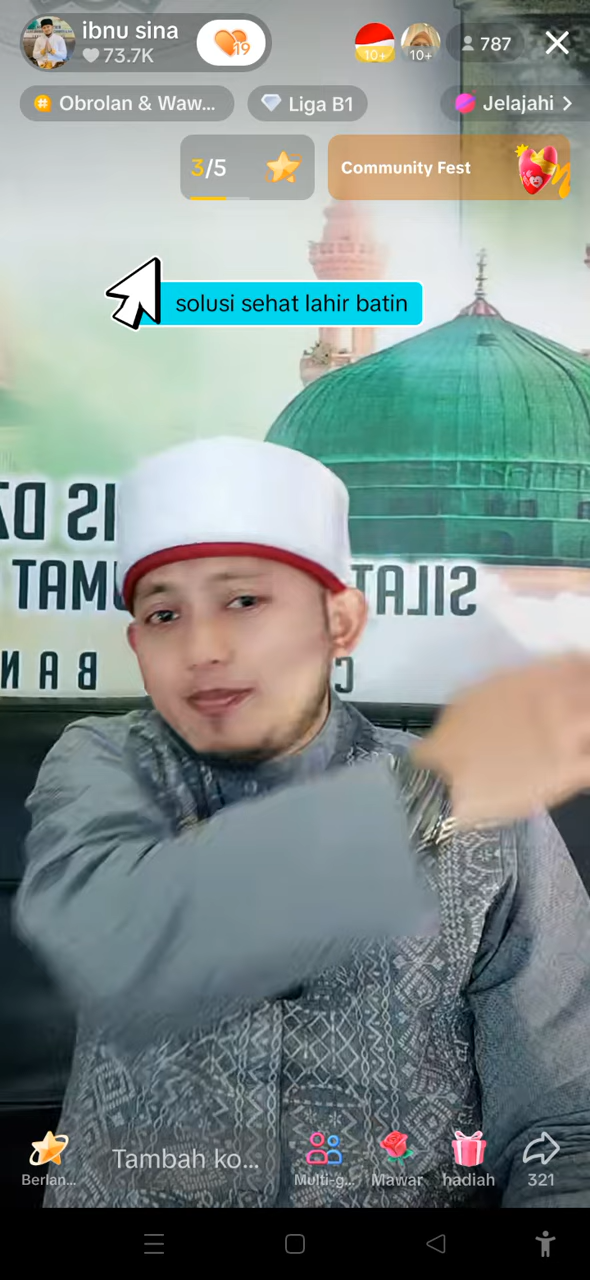 ibnu sina
73.7K
19
10+
10+
787
Obrolan & Waw...
Liga B1
Jelajahi >
3/5
Community Fest
solusi sehat lahir batin
SILAT
Berlan...
Tambah ko...
Multi-g...
Mawar
hadiah
321